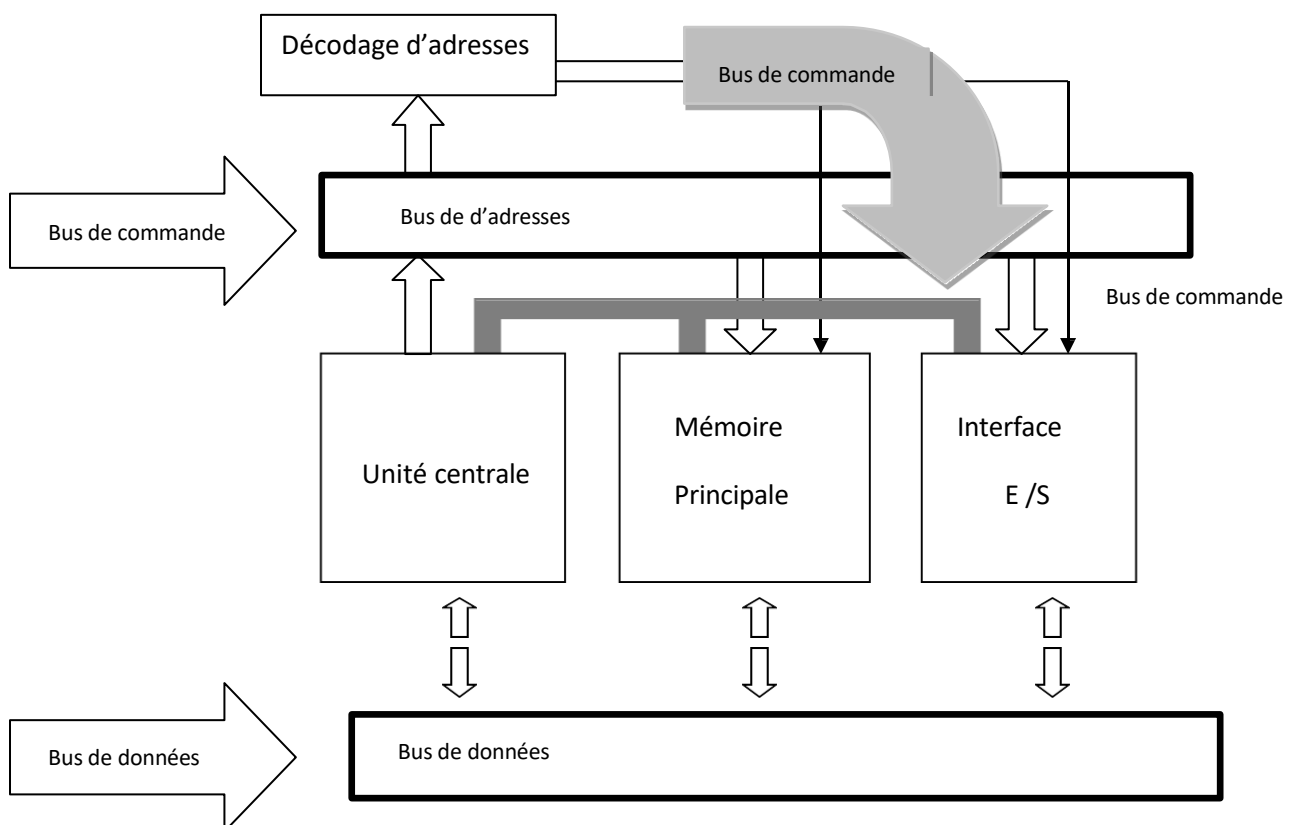 Décodage d’adresses
Bus de commande
Bus de commande
Bus de d’adresses
Bus de commande
Unité centrale
Mémoire
Principale
Interface
E /S
Bus de données
Bus de données